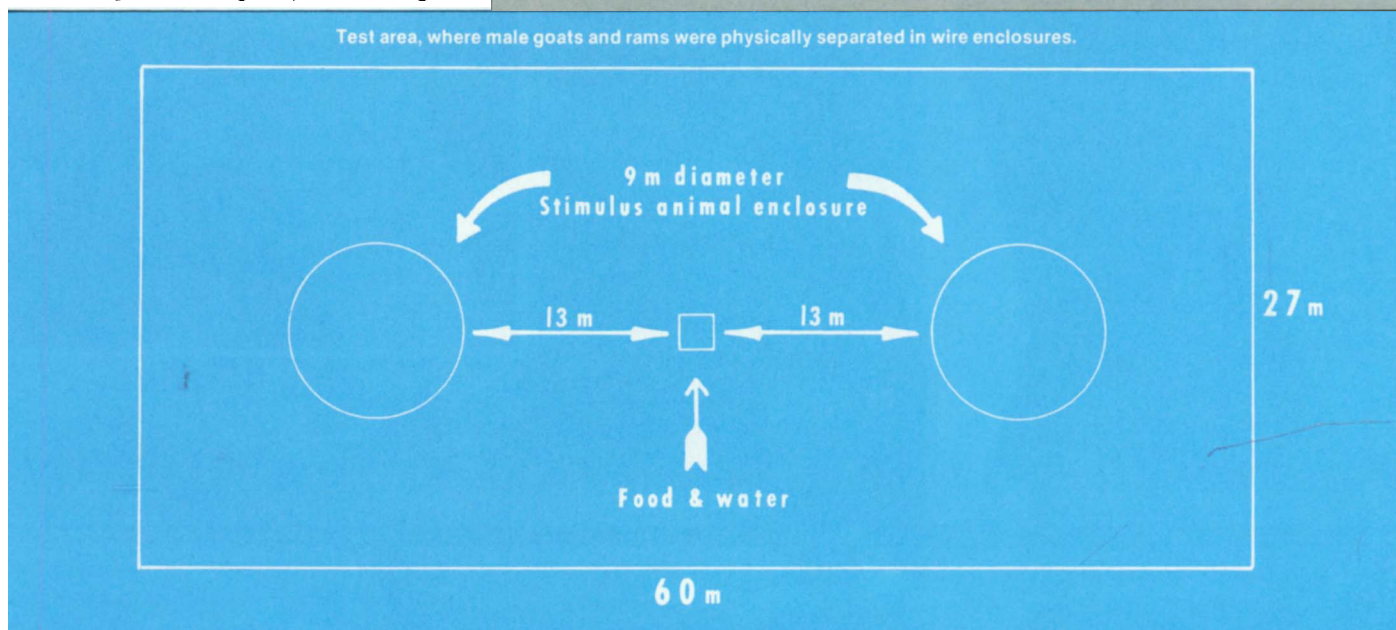 Test area, where male goats and rams were physically separated in wire enclosures.
9 m diameter
Stimulus animal enclosure
13 m
13 m
27 m
Food & water
60 m